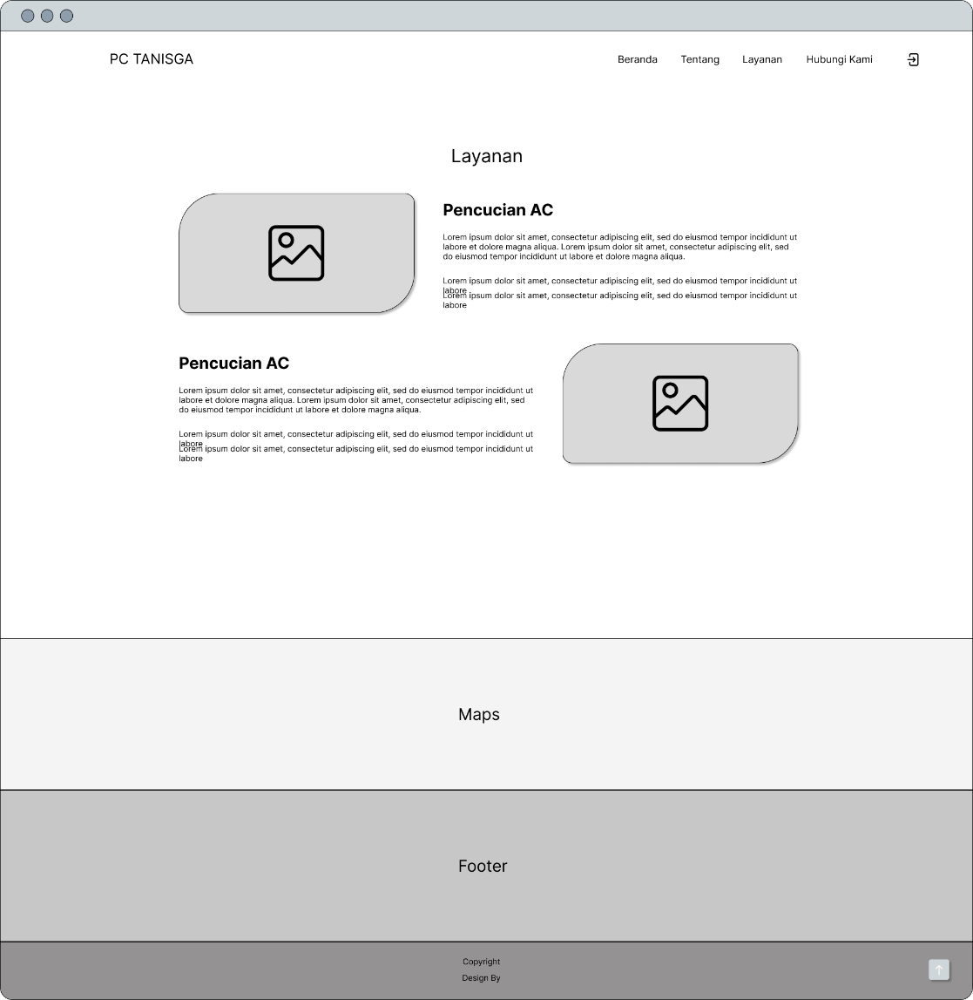 PC TANISGA
Beranda Tentang Layanan Hubungi Kami
Layanan
Pencucian AC
Lorem ipsum dolor sit amet, consectetur adipiscing elit, sed do eiusmod tempor incididunt ut
labore et dolore magna aliqua. Lorem ipsum dolor sit amet, consectetur adipiscing elit, sed
do eiusmod tempor incididunt ut labore et dolore magna aliqua.
Lorem ipsum dolor sit amet, consectetur adipiscing elit, sed do eiusmod tempor incididunt ut
labore
Lorem ipsum dolor sit amet, consectetur adipiscing elit, sed do eiusmod tempor incididunt ut
labore
Pencucian AC
Lorem ipsum dolor sit amet, consectetur adipiscing elit, sed do eiusmod tempor incididunt ut
labore et dolore magna aliqua. Lorem ipsum dolor sit amet, consectetur adipiscing elit, sed
do eiusmod tempor incididunt ut labore et dolore magna aliqua.
Lorem ipsum dolor sit amet, consectetur adipiscing elit, sed do eiusmod tempor incididunt ut
labore
Lorem ipsum dolor sit amet, consectetur adipiscing elit, sed do eiusmod tempor incididunt ut
labore
Maps
Footer
Copyright
Design By